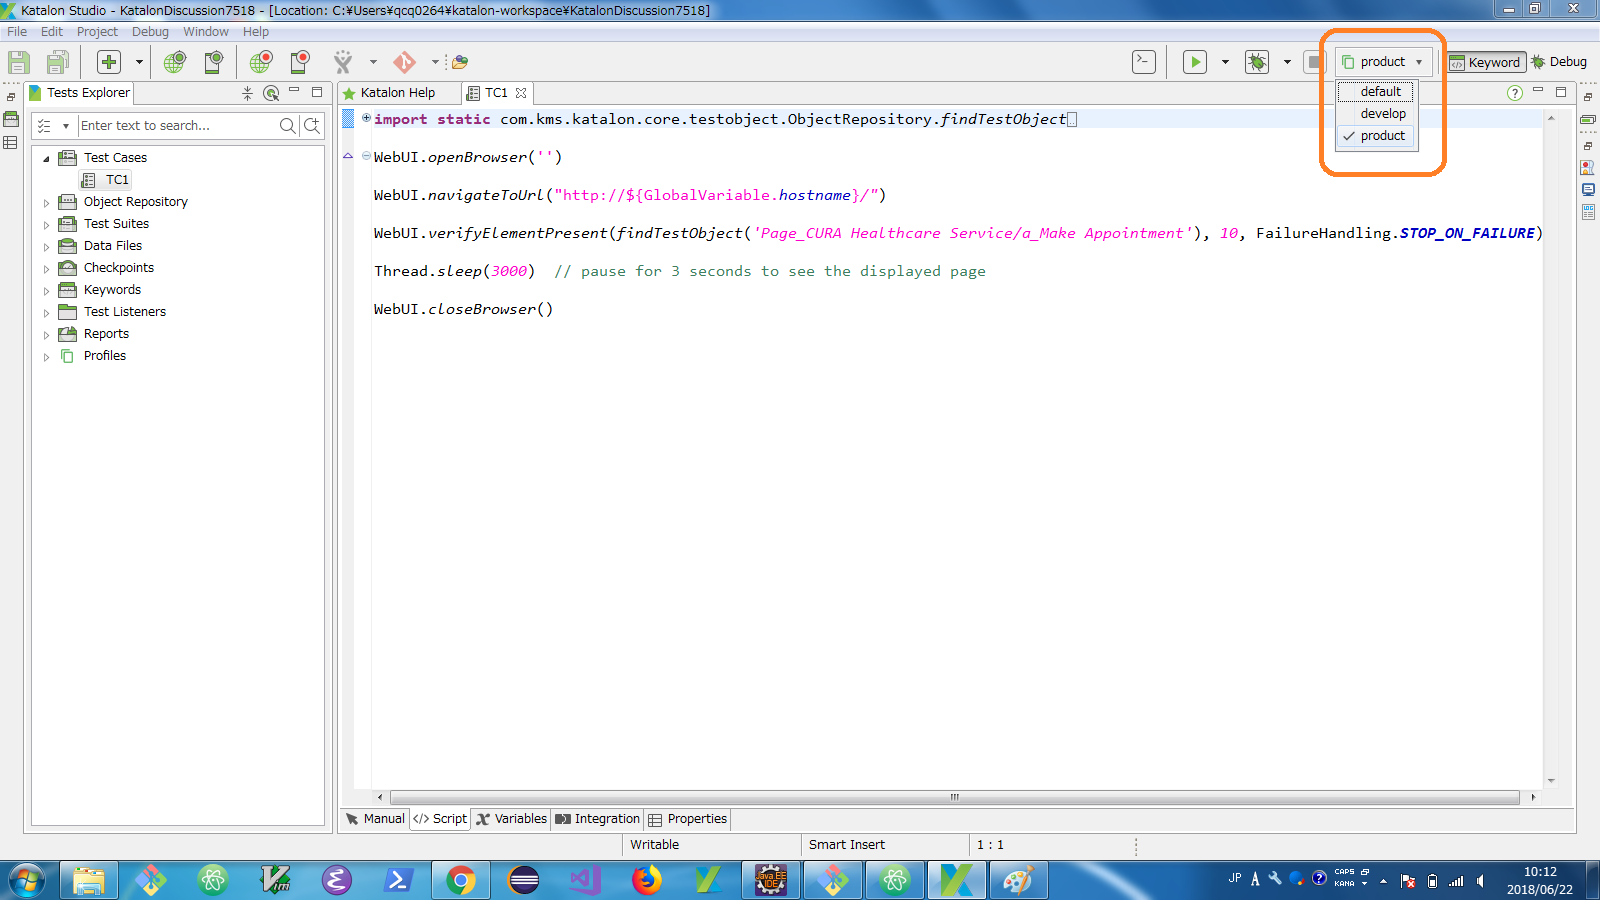 Katalon Studio - KatalonDiscussion7518 - [Location: C:¥Users¥qcq0264¥katalon-workspace¥KatalonDiscussion7518]
File Edit Project Debug Window Help
product
Keyword
Debug
default
develop
product
Tests Explorer
Katalon Help
TC1
Enter text to search...
Test Cases
TC1
Object Repository
Test Suites
Data Files
Checkpoints
Keywords
Test Listeners
Reports
Profiles
import static com.kms.katalon.core.testobject.ObjectRepository.findTestObject
WebUI.openBrowser('')
WebUI.navigateToUrl("http://${GlobalVariable.hostname}/")
WebUI.verifyElementPresent(findTestObject('Page_CURA Healthcare Service/a_Make Appointment'), 10, FailureHandling.STOP_ON_FAILURE)
Thread.sleep(3000)  // pause for 3 seconds to see the displayed page
WebUI.closeBrowser()
Manual </> Script Variables Integration Properties
Writable Smart Insert 1 : 1
Vim
Java EE
IDE
JP A CAPS
KANA
10:12
2018/06/22